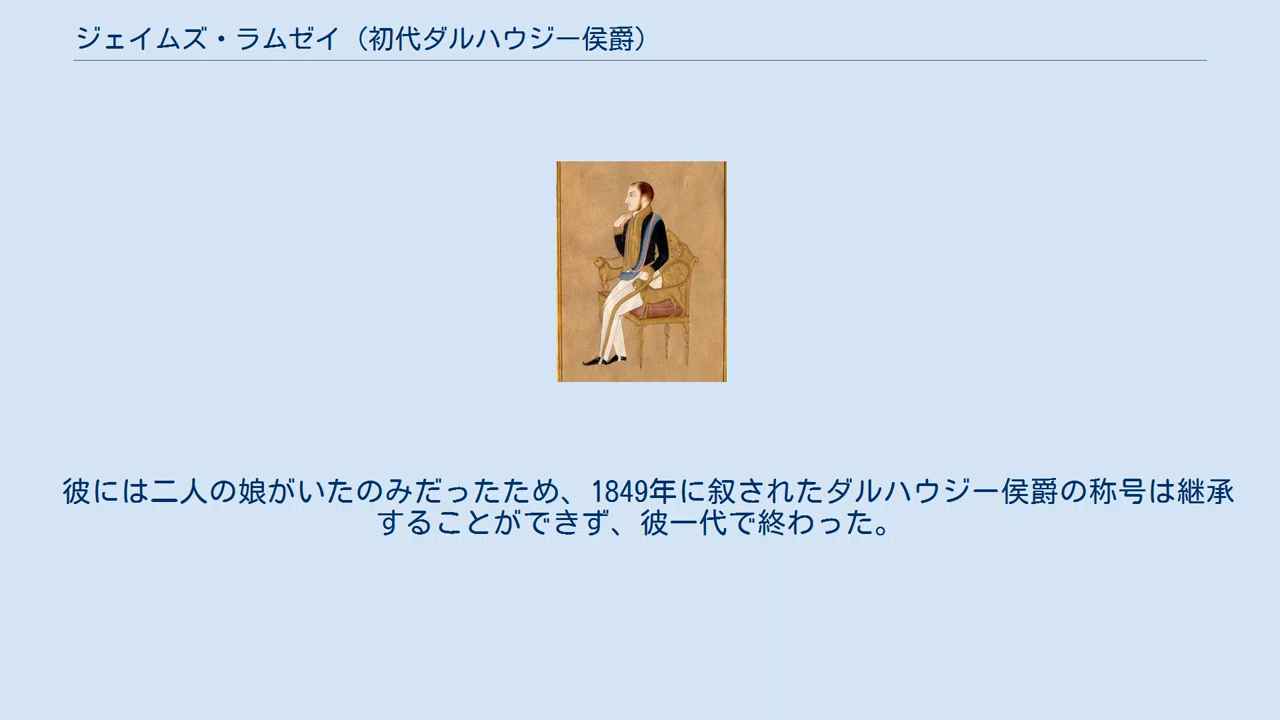 ジェイムズ・ラムゼイ（初代ダルハウジー侯爵）
彼には二人の娘がいたのみだったため、1849年に叙されたダルハウジー侯爵の称号は継承
することができず、彼一代で終わった。